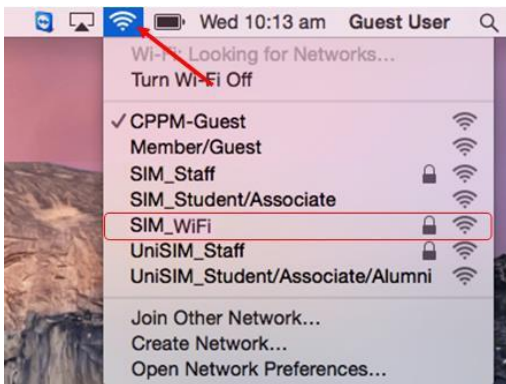 Wed 10:13 am Guest User
Wi-Fi: Looking for Networks...
Turn Wi-Fi Off
CPPM-Guest
Member/Guest
SIM_Staff
SIM_Student/Associate
SIM_WiFi
UniSIM_Staff
UniSIM_Student/Associate/Alumni
Join Other Network...
Create Network...
Open Network Preferences...